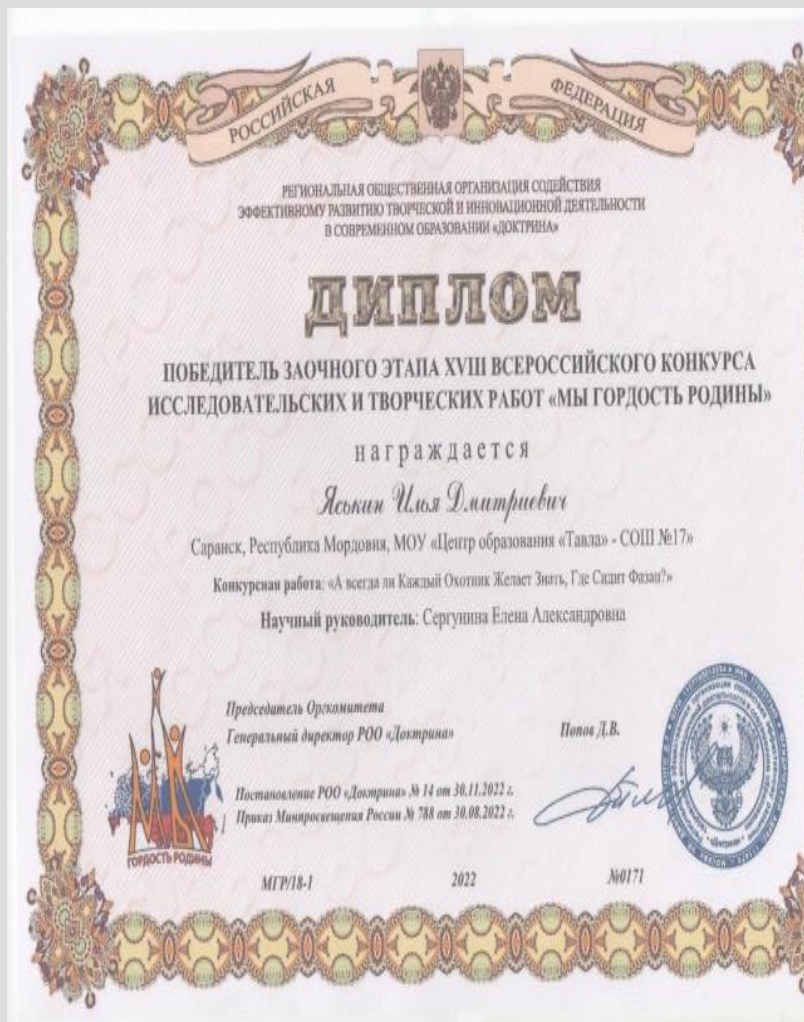 РОССИЙСКАЯ ФЕДЕРАЦИЯ
РЕГИОНАЛЬНАЯ ОБЩЕСТВЕННАЯ ОРГАНИЗАЦИЯ СОДЕЙСТВИЯ
ЭФФЕКТИВНОМУ РАЗВИТИЮ ТВОРЧЕСКОЙ И ИННОВАЦИОННОЙ ДЕЯТЕЛЬНОСТИ
В СОВРЕМЕННОМ ОБРАЗОВАНИИ «ДОКТРИНА»
ДИПЛОМ
ПОБЕДИТЕЛЬ ЗАОЧНОГО ЭТАПА XVIII ВСЕРОССИЙСКОГО КОНКУРСА
ИССЛЕДОВАТЕЛЬСКИХ И ТВОРЧЕСКИХ РАБОТ «МЫ ГОРДОСТЬ РОДИНЫ»
награждается
Яськин Илья Дмитриевич
Саранск, Республика Мордовия, МОУ «Центр образования «Тавла» - СОШ №17»
Конкурсная работа: «А всегда ли Каждый Охотник Желает Знать, Где Сидит Фазан?»
Научный руководитель: Сергунина Елена Александровна
Председатель Оргкомитета
Генеральный директор РОО «Доктрина» Попов Д.В.
Постановление РОО «Доктрина» № 14 от 30.11.2022 г.
Приказ Минпросвещения России № 788 от 30.08.2022 г.
ГОРДОСТЬ РОДИНЫ
МГР/18-1 2022 №0171